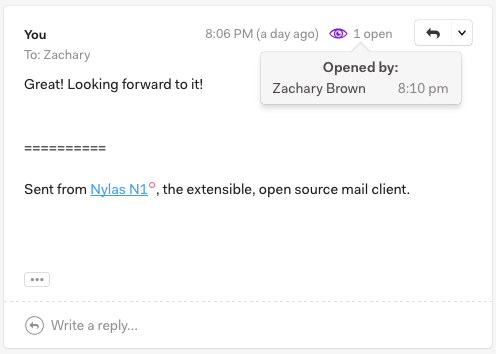 You 8:06 PM (a day ago) 1 open
To: Zachary
Opened by:
Zachary Brown 8:10 pm
Great! Looking forward to it!
==========
Sent from Nylas N1, the extensible, open source mail client.
•••
Write a reply...